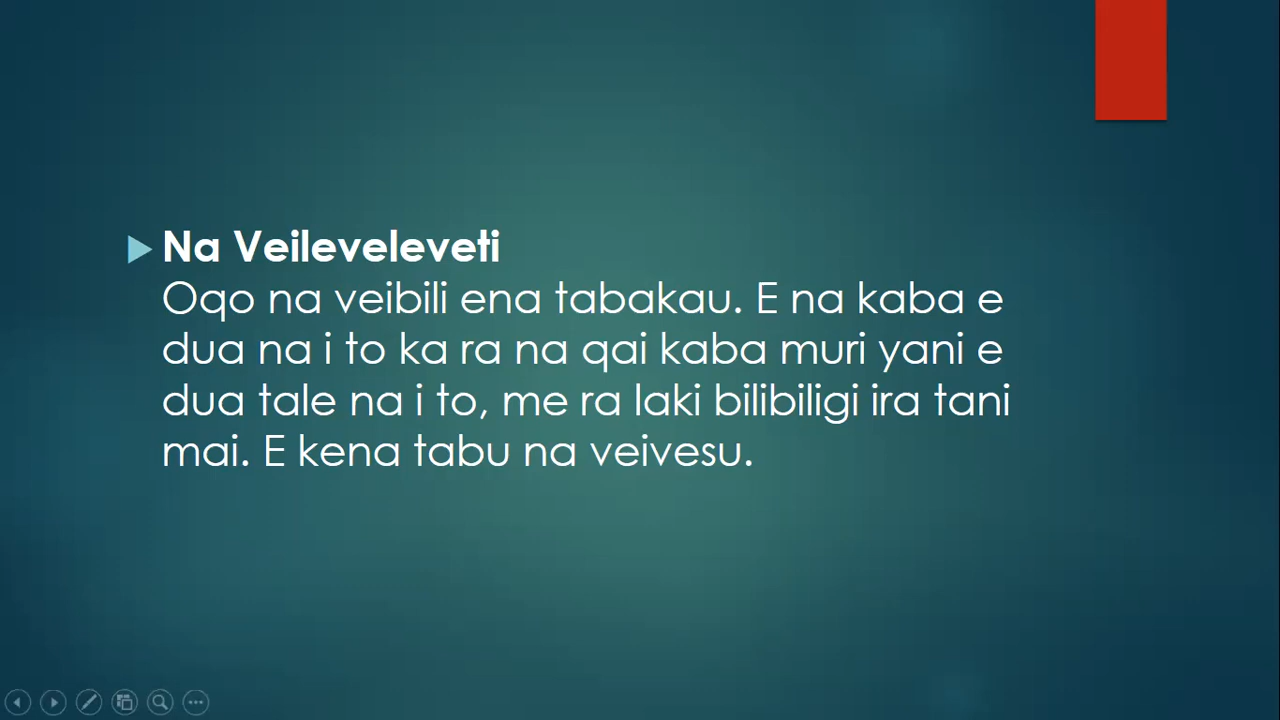 Na Veileveleveti
Oqo na veibili ena tabakau. E na kaba e
dua na i to ka ra na qai kaba muri yani e
dua tale na i to, me ra laki bilibiligi ira tani
mai. E kena tabu na veivesu.